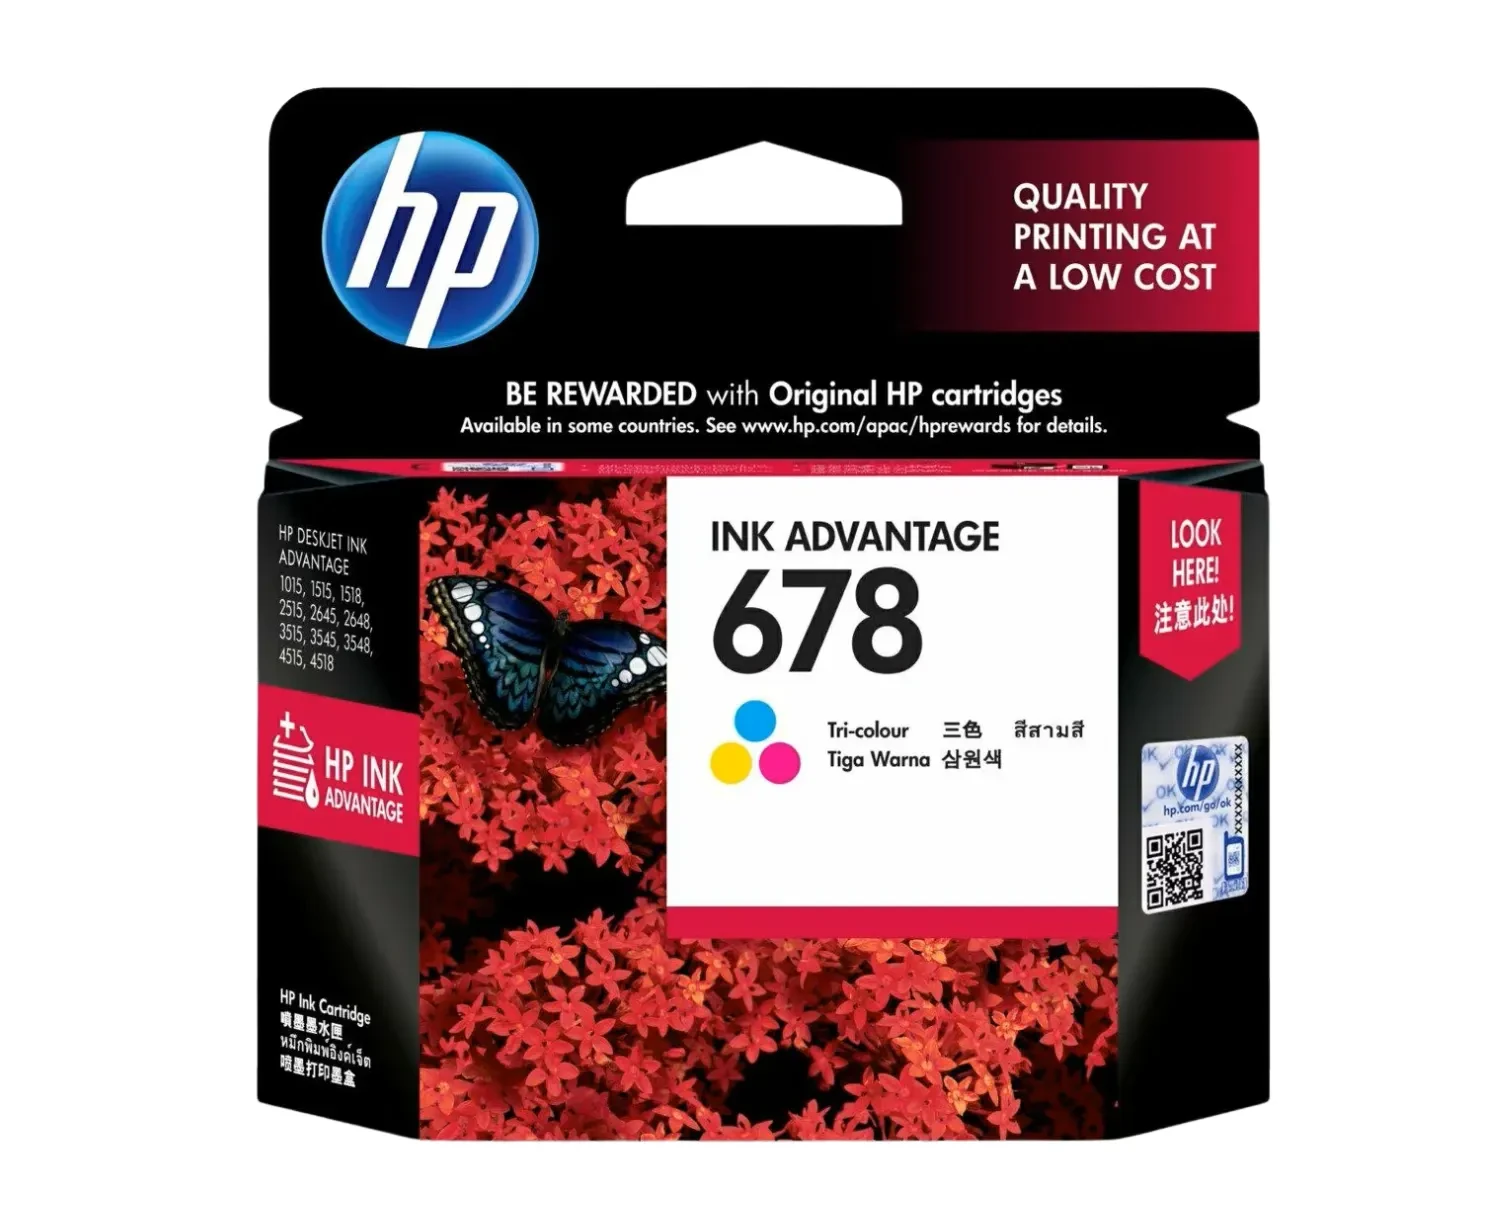 hp
QUALITY
PRINTING AT
A LOW COST
BE REWARDED with Original HP cartridges
Available in some countries. See www.hp.com/apac/hprewards for details.
HP DESKJET INK
ADVANTAGE
1015, 1515, 1518,
2515, 2645, 2648,
3515, 3545, 3548,
4515, 4518
HP INK
ADVANTAGE
HP Ink Cartridge
噴墨墨水匣
หมึกพิมพ์อิงค์เจ็ต
喷墨打印墨盒
INK ADVANTAGE
678
Tri-colour 三色 สีสามสี
Tiga Warna 삼원색
LOOK
HERE!
注意此处!
hp
OK
OK
hp.com/go/ok
OK
XXXXXXXXXX